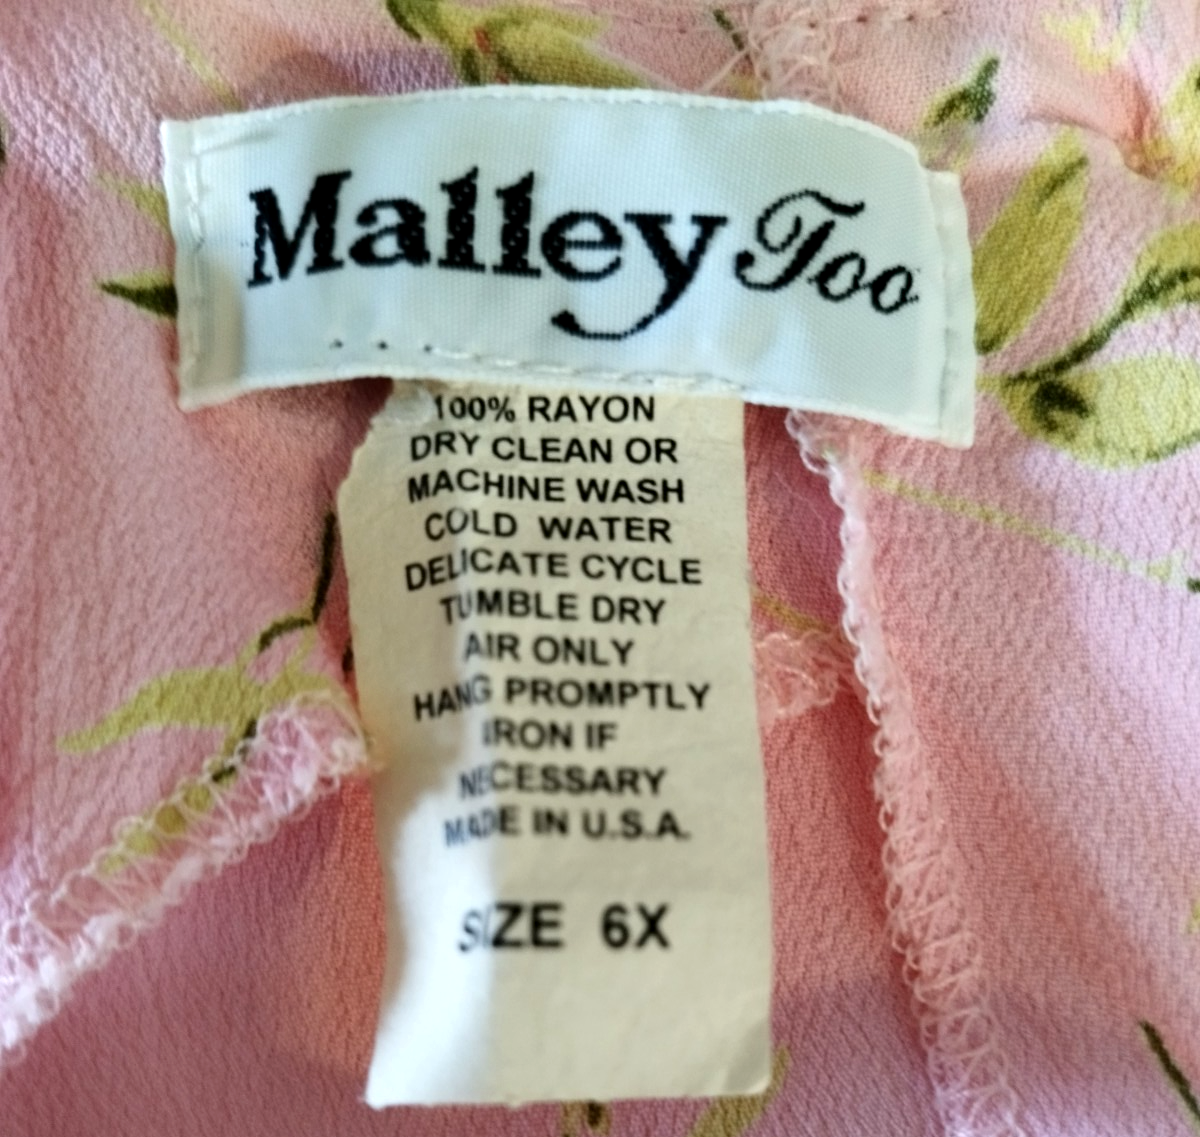 Malley Too
100% RAYON
DRY CLEAN OR
MACHINE WASH
COLD WATER
DELICATE CYCLE
TUMBLE DRY
AIR ONLY
HANG PROMPTLY
IRON IF
NECESSARY
MADE IN U.S.A.
SIZE 6X